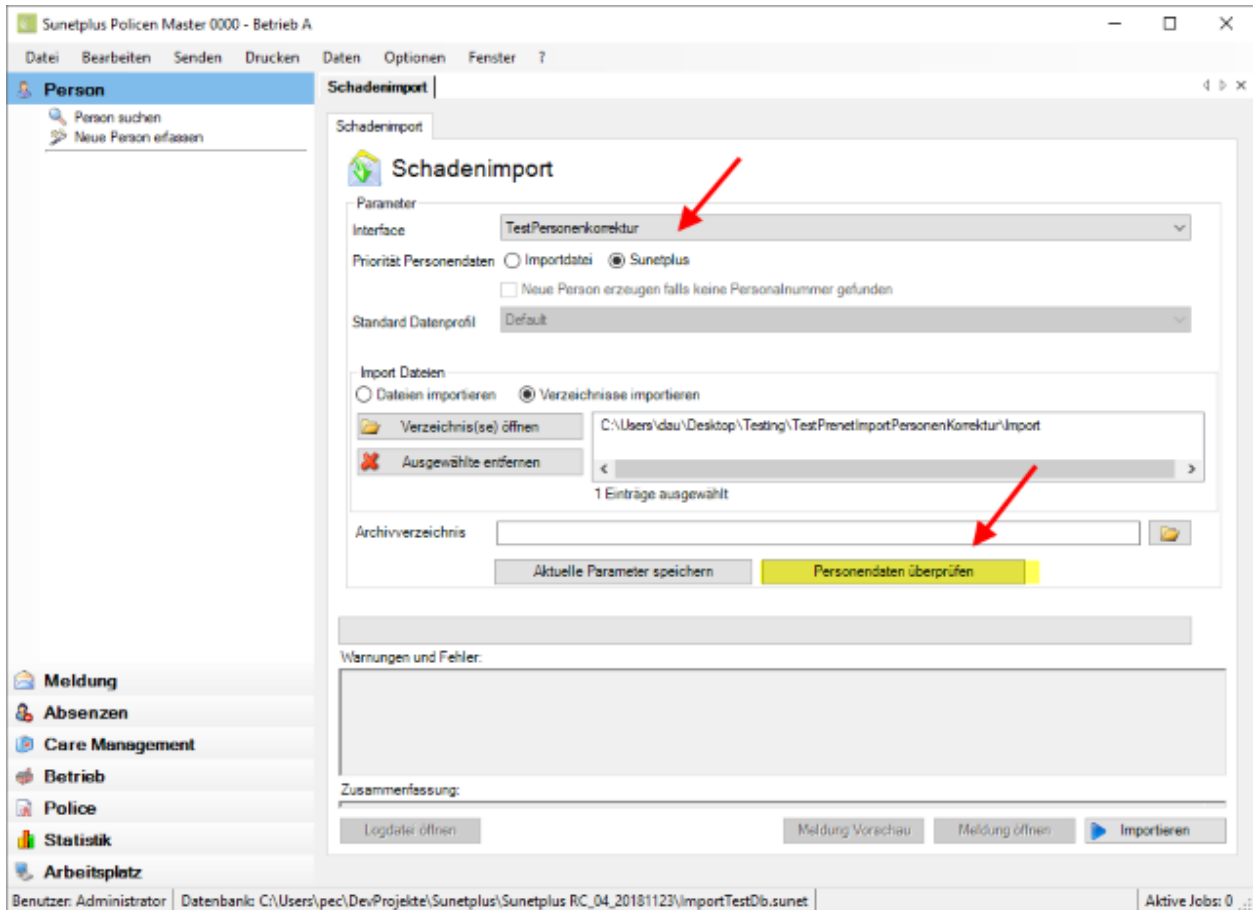 Sunetplus Policen Master 0000 - Betrieb A
Datei Bearbeiten Senden Drucken Daten Optionen Fenster ?
Person
Person suchen
Neue Person erfassen
Schadenimport
Schadenimport
Schadenimport
Parameter
Interface TestPersonenkorrektur
Priorität Personendaten Importdatei Sunetplus
Neue Person erzeugen falls keine Personalnummer gefunden
Standard Datenprofil Default
Import Dateien
Dateien importieren Verzeichnisse importieren
Verzeichnis(se) öffnen C:\Users\dau\Desktop\Testing\TestPrenetImportPersonenKorrektur\Import
Ausgewählte entfernen
1 Einträge ausgewählt
Archivverzeichnis
Aktuelle Parameter speichern Personendaten überprüfen
Warnungen und Fehler:
Meldung
Absenzen
Care Management
Betrieb
Police
Statistik
Arbeitsplatz
Zusammenfassung:
Logdatei öffnen Meldung Vorschau Meldung öffnen Importieren
Benutzer: Administrator Datenbank: C:\Users\pec\DevProjekte\Sunetplus\Sunetplus RC_04_20181123\ImportTestDb.sunet Aktive Jobs: 0